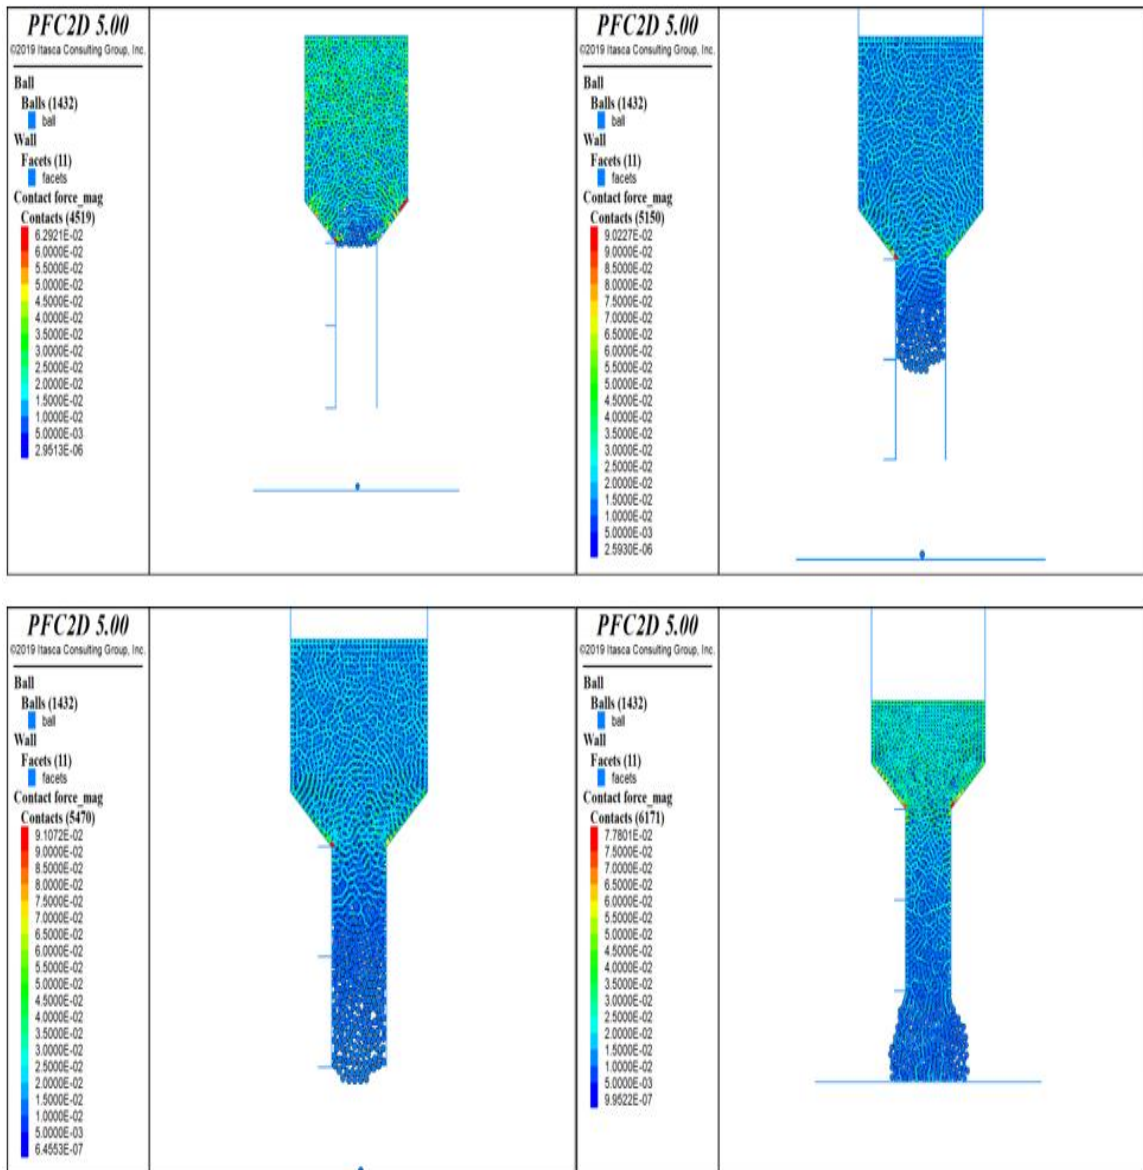 PFC2D 5.00
©2019 Itasca Consulting Group, Inc.
Ball
Balls (1432)
ball
Wall
Facets (11)
facets
Contact force_mag
Contacts (4519)
6.2921E-02
6.0000E-02
5.5000E-02
5.0000E-02
4.5000E-02
4.0000E-02
3.5000E-02
3.0000E-02
2.5000E-02
2.0000E-02
1.5000E-02
1.0000E-02
5.0000E-03
2.9513E-06
PFC2D 5.00
©2019 Itasca Consulting Group, Inc.
Ball
Balls (1432)
ball
Wall
Facets (11)
facets
Contact force_mag
Contacts (5150)
9.0227E-02
9.0000E-02
8.5000E-02
8.0000E-02
7.5000E-02
7.0000E-02
6.5000E-02
6.0000E-02
5.5000E-02
5.0000E-02
4.5000E-02
4.0000E-02
3.5000E-02
3.0000E-02
2.5000E-02
2.0000E-02
1.5000E-02
1.0000E-02
5.0000E-03
2.5930E-06
PFC2D 5.00
©2019 Itasca Consulting Group, Inc.
Ball
Balls (1432)
ball
Wall
Facets (11)
facets
Contact force_mag
Contacts (5470)
9.1072E-02
9.0000E-02
8.5000E-02
8.0000E-02
7.5000E-02
7.0000E-02
6.5000E-02
6.0000E-02
5.5000E-02
5.0000E-02
4.5000E-02
4.0000E-02
3.5000E-02
3.0000E-02
2.5000E-02
2.0000E-02
1.5000E-02
1.0000E-02
5.0000E-03
6.4553E-07
PFC2D 5.00
©2019 Itasca Consulting Group, Inc.
Ball
Balls (1432)
ball
Wall
Facets (11)
facets
Contact force_mag
Contacts (6171)
7.7801E-02
7.5000E-02
7.0000E-02
6.5000E-02
6.0000E-02
5.5000E-02
5.0000E-02
4.5000E-02
4.0000E-02
3.5000E-02
3.0000E-02
2.5000E-02
2.0000E-02
1.5000E-02
1.0000E-02
5.0000E-03
9.9522E-07